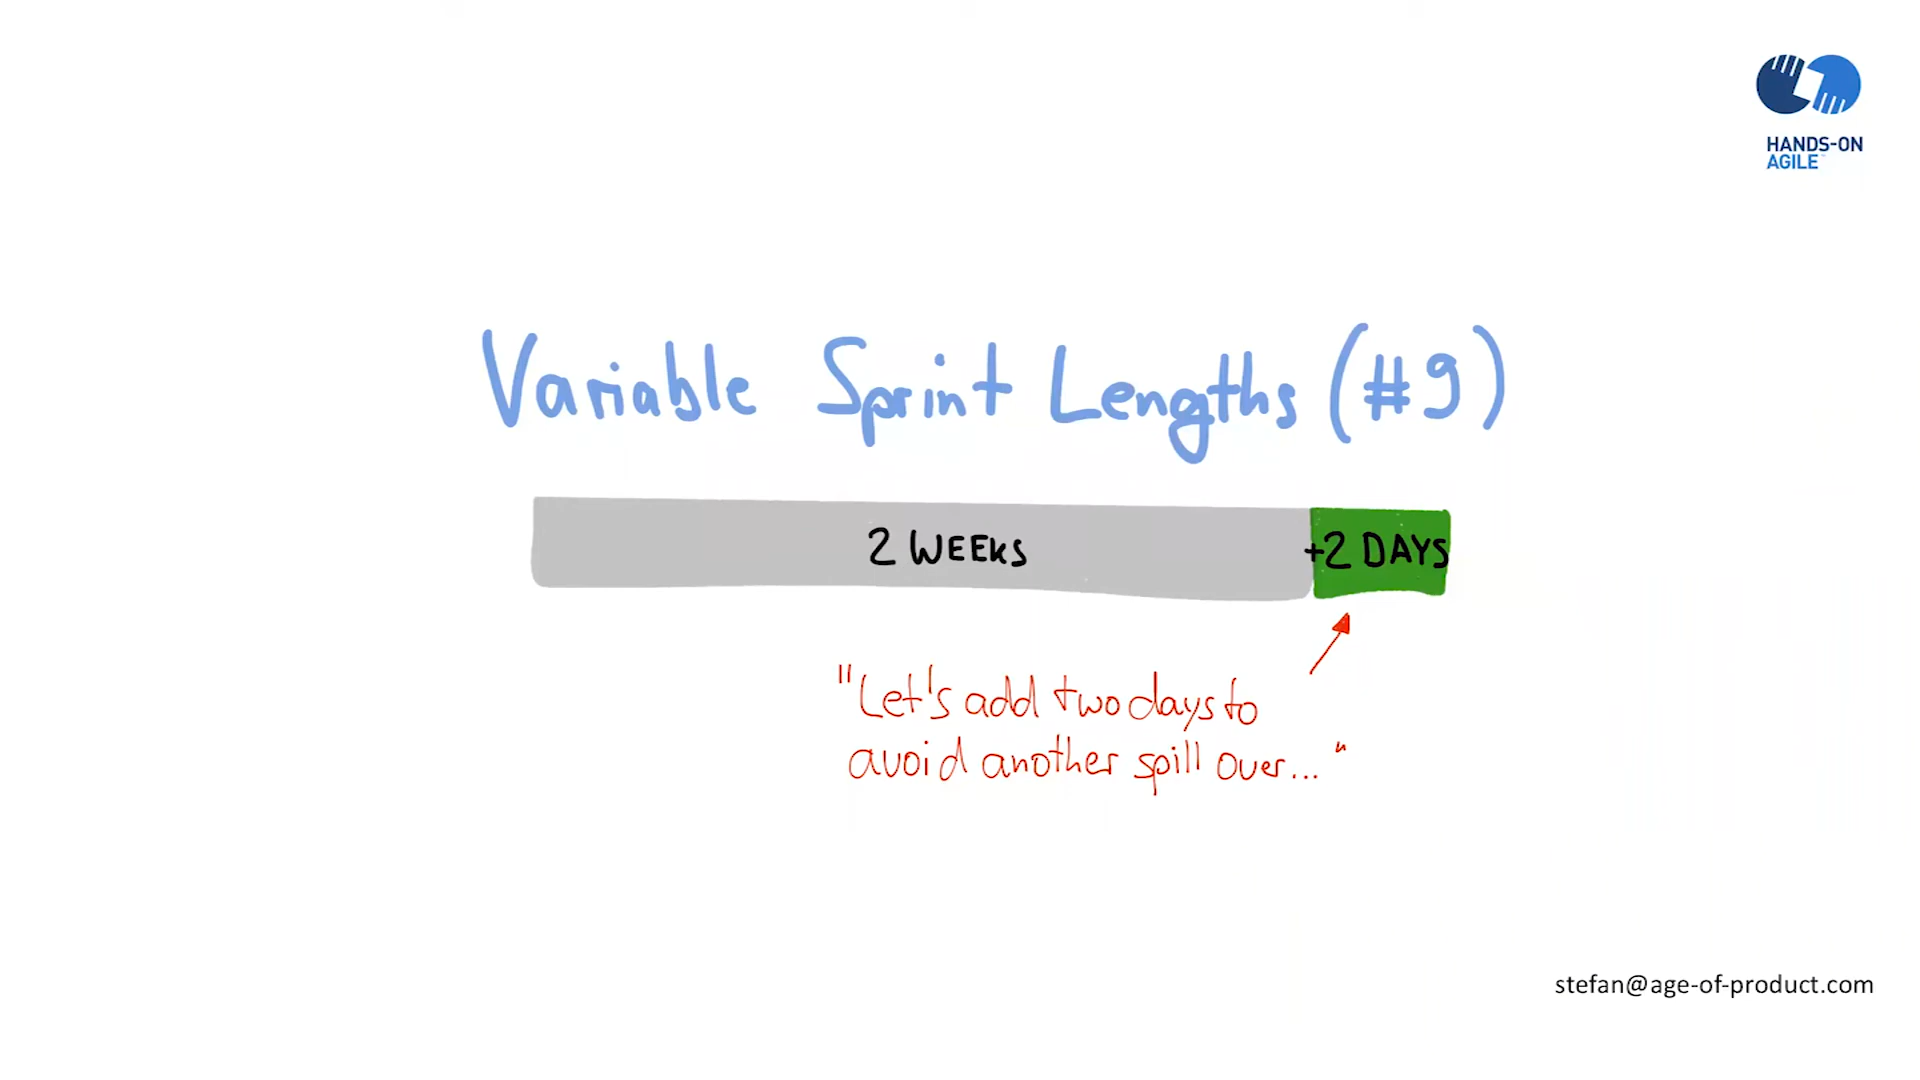 HANDS-ON
AGILE™
Variable Sprint Lengths (#9)
2 WEEKS
+2 DAYS
"Let's add two days to
avoid another spill over..."
stefan@age-of-product.com